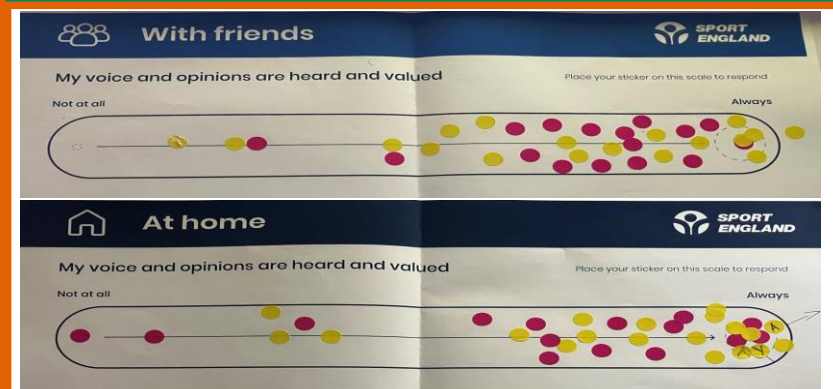 With friends
SPORT
ENGLAND
My voice and opinions are heard and valued
Place your sticker on this scale to respond
Not at all
Always
At home
SPORT
ENGLAND
My voice and opinions are heard and valued
Place your sticker on this scale to respond
Not at all
Always
A
A
Y